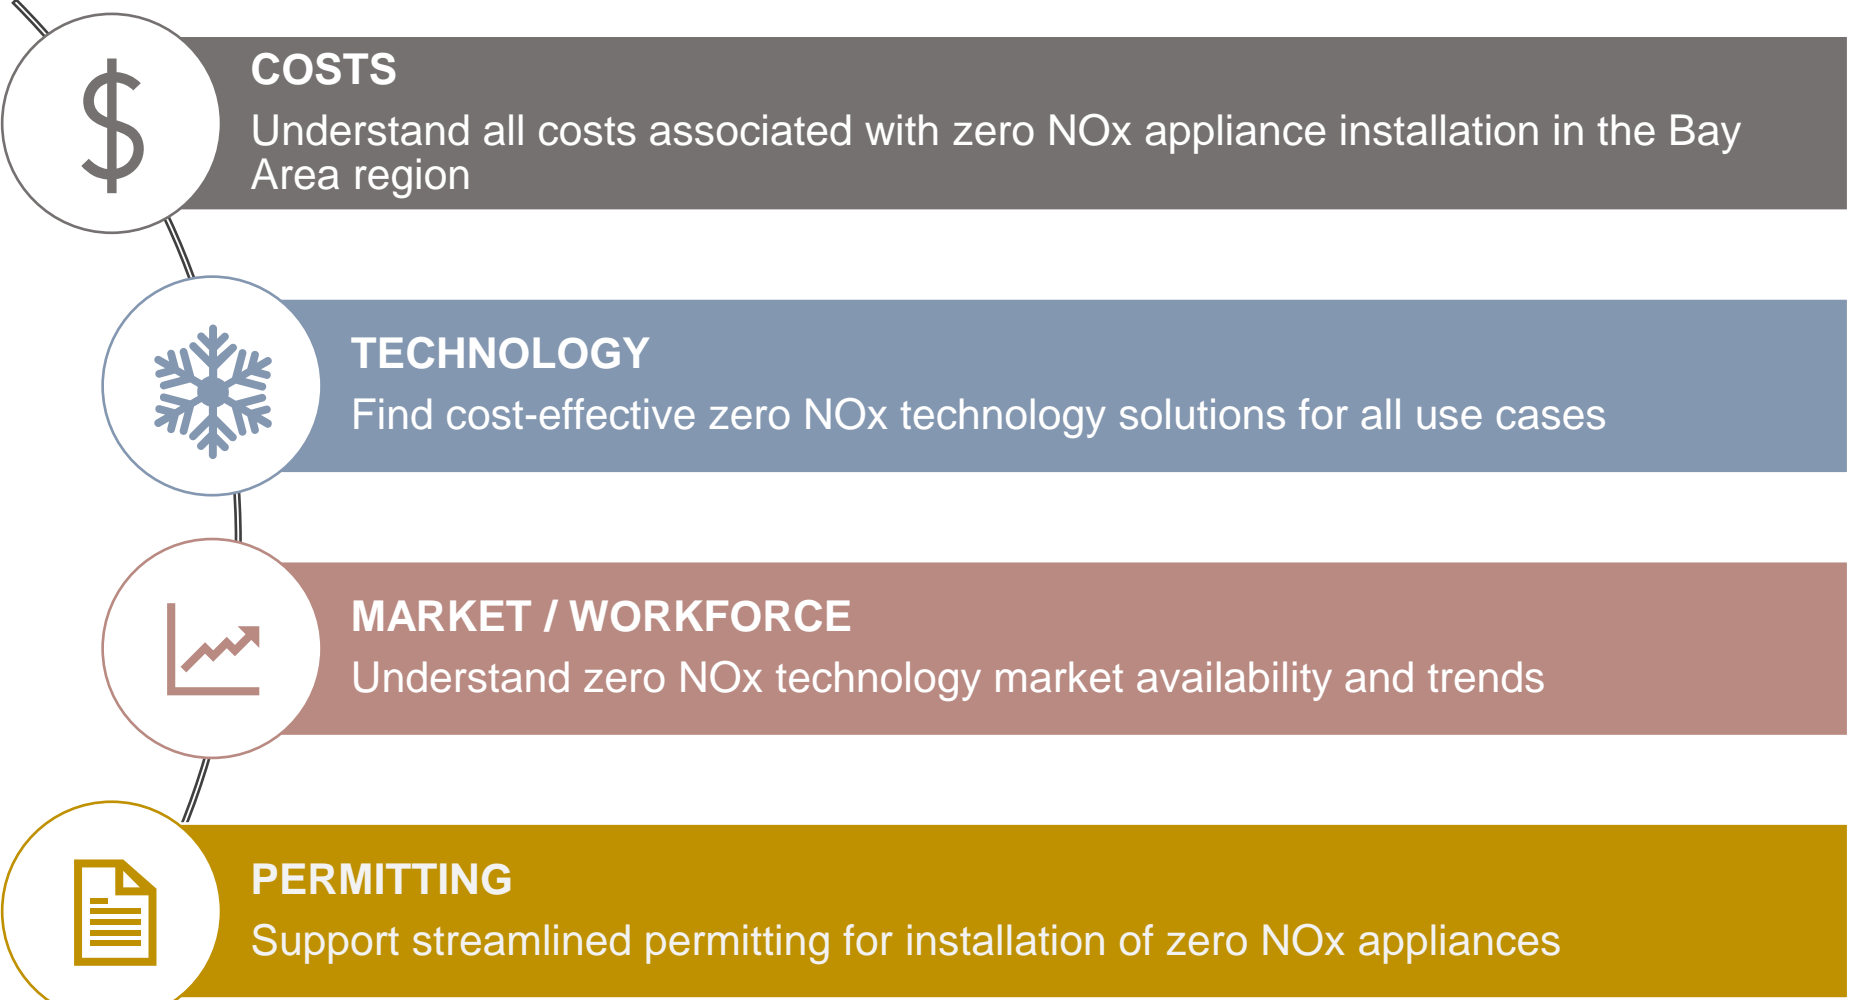 COSTS
Understand all costs associated with zero NOx appliance installation in the Bay
Area region
TECHNOLOGY
Find cost-effective zero NOx technology solutions for all use cases
MARKET / WORKFORCE
Understand zero NOx technology market availability and trends
PERMITTING
Support streamlined permitting for installation of zero NOx appliances